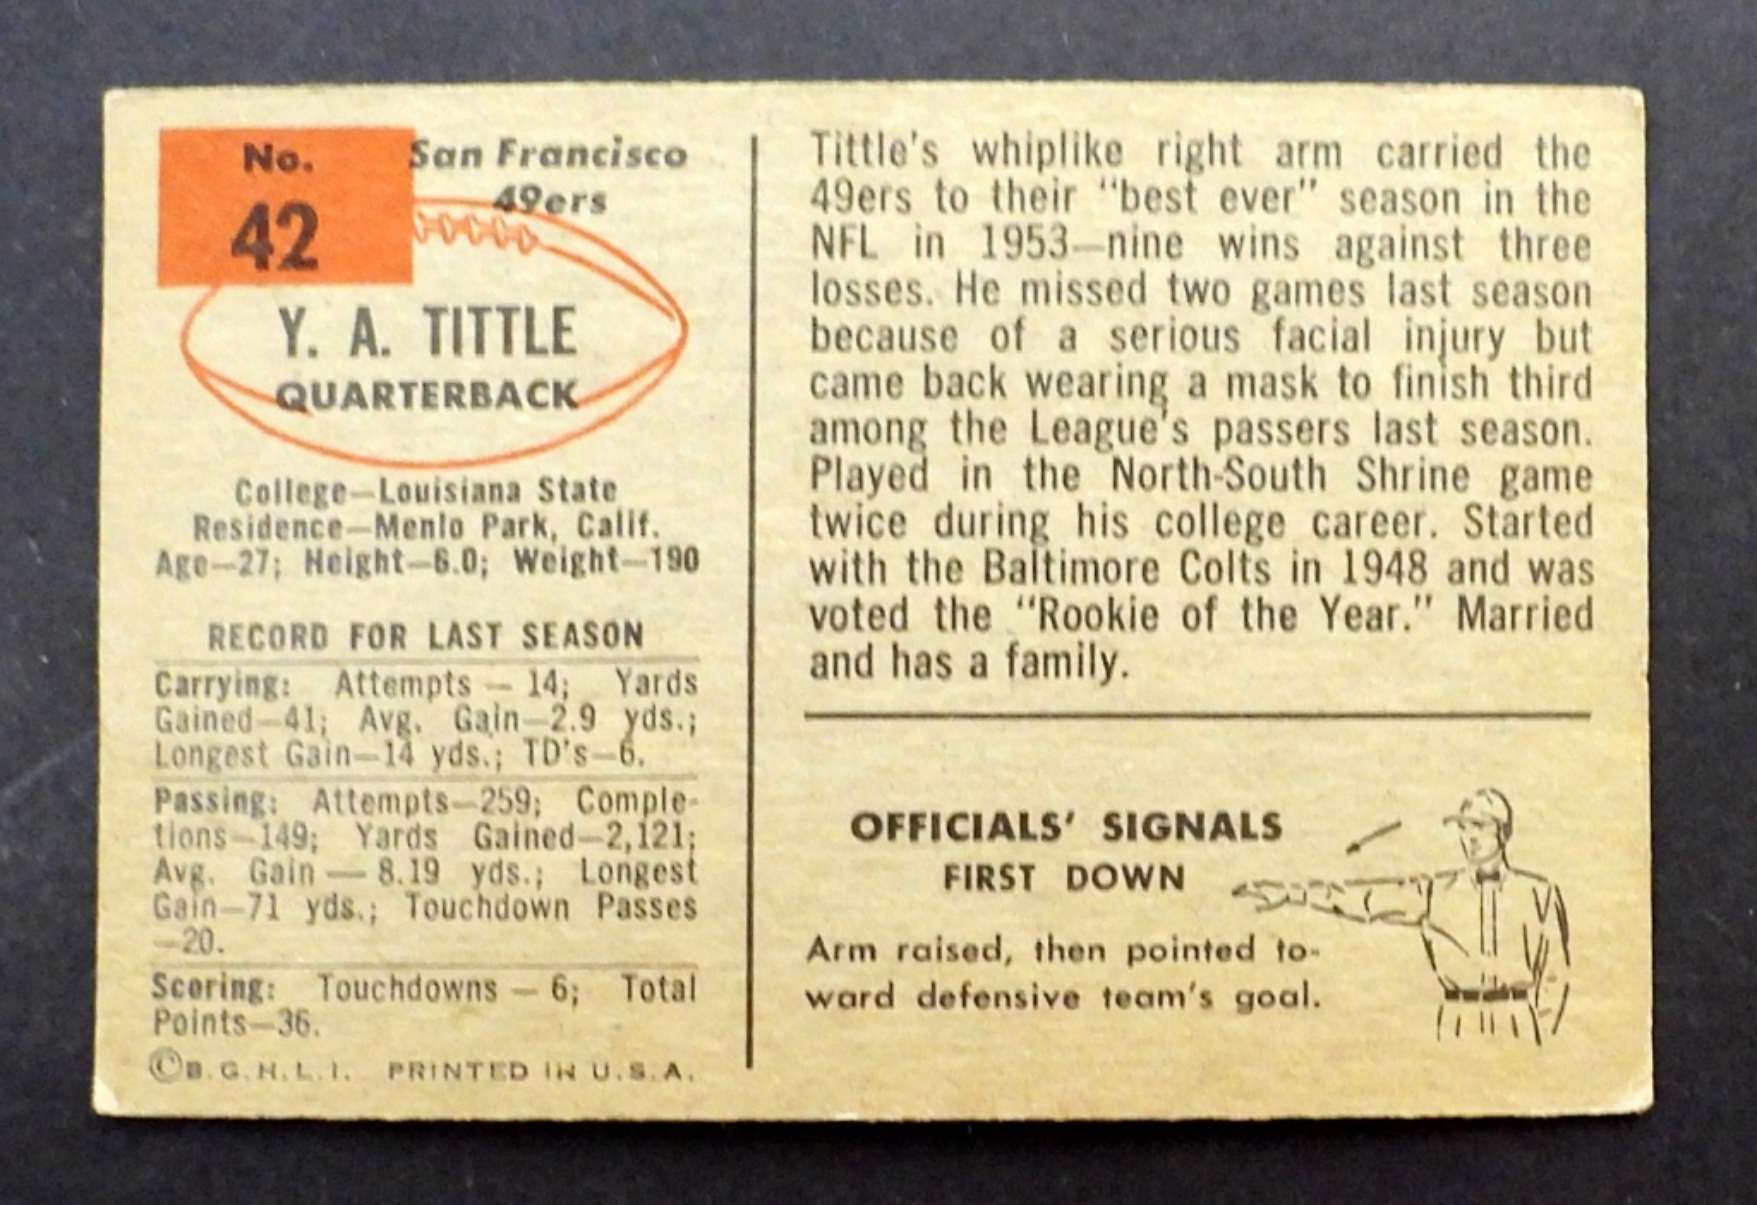 No.
42
San Francisco
49ers
Y. A. TITTLE
QUARTERBACK
College—Louisiana State
Residence—Menlo Park, Calif.
Age—27; Height—6.0; Weight—190
RECORD FOR LAST SEASON
Carrying: Attempts — 14; Yards
Gained—41; Avg. Gain—2.9 yds.;
Longest Gain—14 yds.; TD's—6.
Passing: Attempts—259; Comple-
tions—149; Yards Gained—2,121;
Avg. Gain — 8.19 yds.; Longest
Gain—71 yds.; Touchdown Passes
—20.
Scoring: Touchdowns — 6; Total
Points—36.
©B.G.H.L.I. PRINTED IN U.S.A.
Tittle's whiplike right arm carried the
49ers to their "best ever" season in the
NFL in 1953—nine wins against three
losses. He missed two games last season
because of a serious facial injury but
came back wearing a mask to finish third
among the League's passers last season.
Played in the North-South Shrine game
twice during his college career. Started
with the Baltimore Colts in 1948 and was
voted the "Rookie of the Year." Married
and has a family.
OFFICIALS' SIGNALS
FIRST DOWN
Arm raised, then pointed to-
ward defensive team's goal.